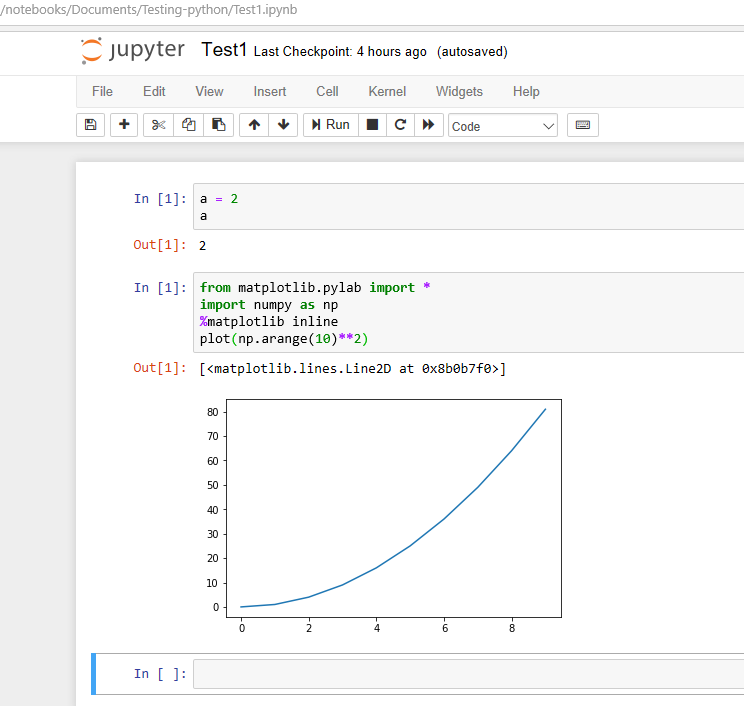 /notebooks/Documents/Testing-python/Test1.ipynb
jupyter Test1 Last Checkpoint: 4 hours ago (autosaved)
File Edit View Insert Cell Kernel Widgets Help
Run Code
In [1]: a = 2
a
Out[1]: 2
In [1]: from matplotlib.pylab import *
import numpy as np
%matplotlib inline
plot(np.arange(10)**2)
Out[1]: [<matplotlib.lines.Line2D at 0x8b0b7f0>]
80
70
60
50
40
30
20
10
0
0 2 4 6 8
In [ ]: